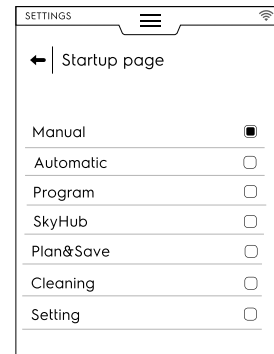 SETTINGS
Startup page
Manual
Automatic
Program
SkyHub
Plan&Save
Cleaning
Setting